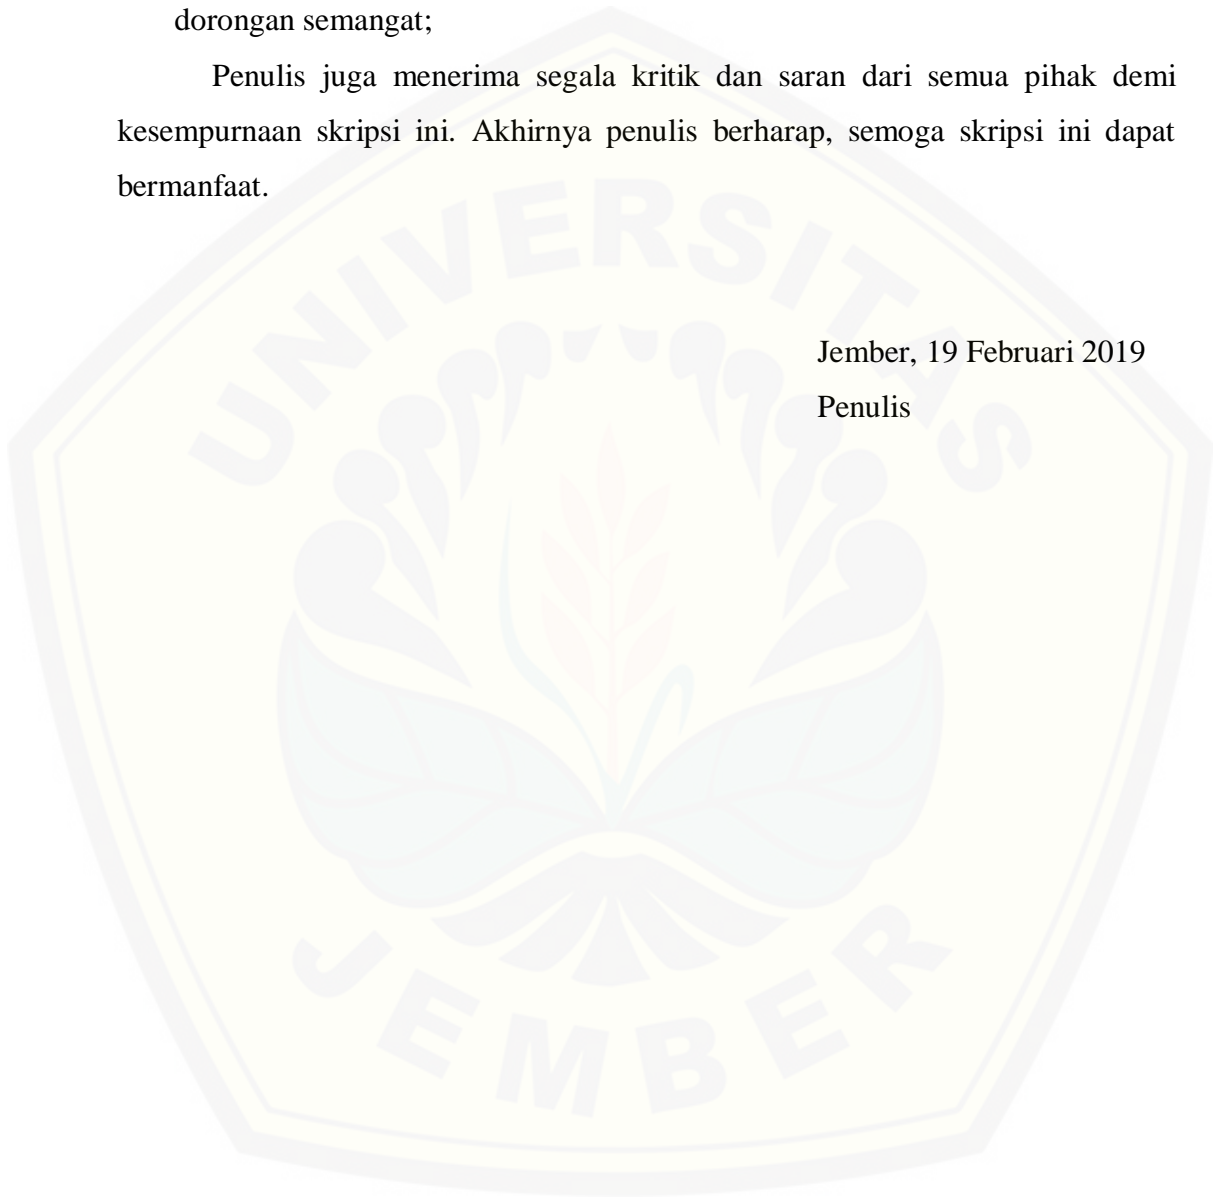 dorongan semangat;
Penulis juga menerima segala kritik dan saran dari semua pihak demi
kesempurnaan skripsi ini. Akhirnya penulis berharap, semoga skripsi ini dapat
bermanfaat.
UNIVERSITAS
Jember, 19 Februari 2019
Penulis
JEMBER